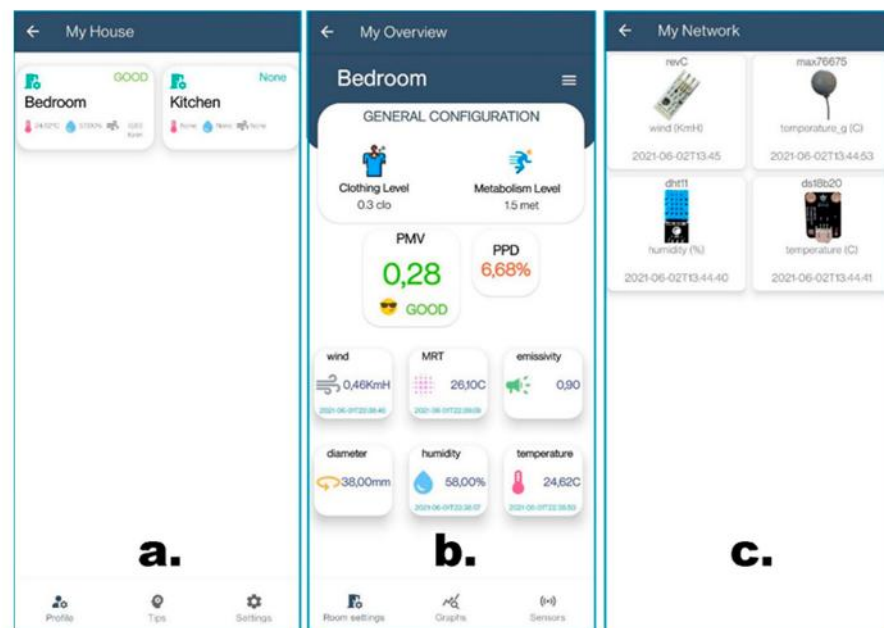 My House
GOOD
Bedroom
24,62°C
None
Kitchen
None None None
a.
Profile Tips Settings
My Overview
Bedroom
GENERAL CONFIGURATION
Clothing Level
0.3 clo
Metabolism Level
1.5 met
PMV
0,28
GOOD
PPD
6,68%
wind
0,46KmH
MRT
26,10C
emissivity
0,90
diameter
38,00mm
humidity
58,00%
temperature
24,62C
b.
Room settings Graphs Sensors
My Network
revC
wind (KmH)
2021-06-02T13:45
max76675
temporature_g (C)
2021-06-02T13:44:53
dht11
humidity (%)
2021-06-02T13:44:40
ds18b20
temperature (C)
2021-06-02T13:44:41
c.